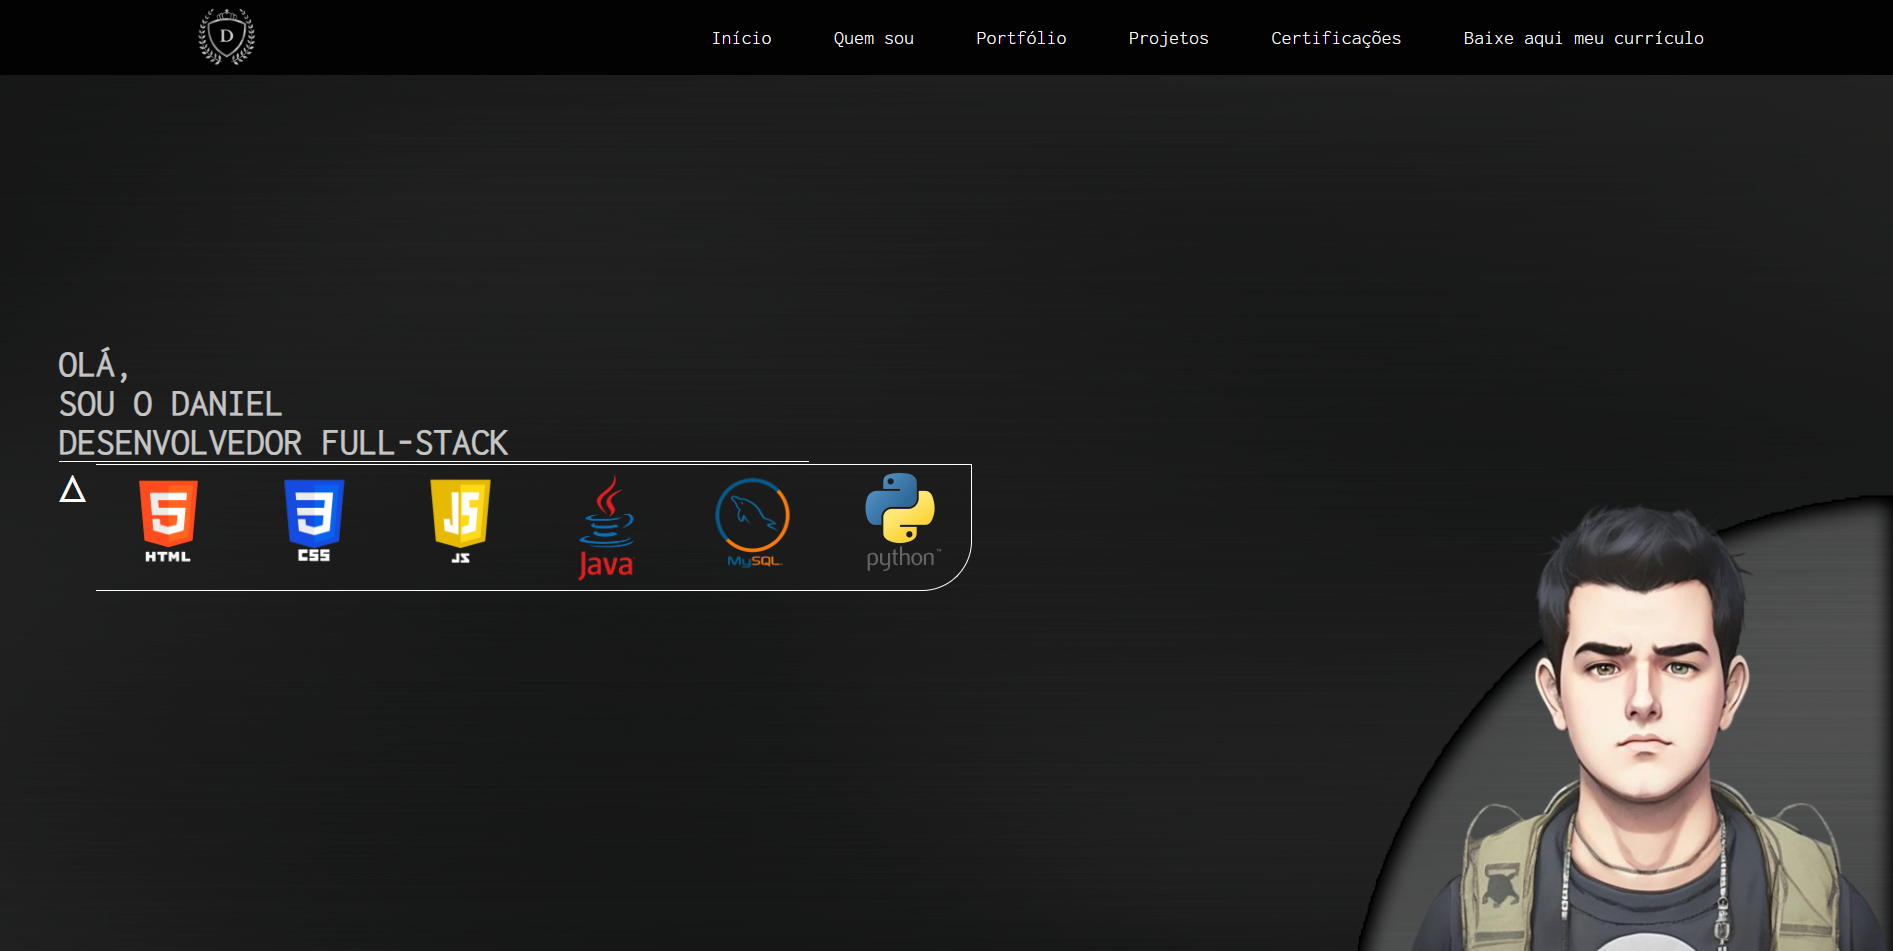 D
Início
Quem sou
Portfólio
Projetos
Certificações
Baixe aqui meu currículo
OLÁ,
SOU O DANIEL
DESENVOLVEDOR FULL-STACK
5
HTML
3
CSS
JS
JS
Java
MySQL
python™